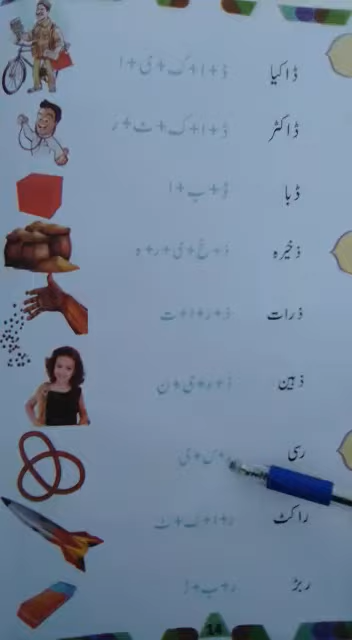 ڈاکیا ڈ+ا+ک+ی+ا
ڈاکٹر ڈ+ا+ک+ٹ+ر
ڈبا ڈ+ب+ا
ذخیرہ ذ+خ+ی+ر+ہ
ذرات ذ+ر+ا+ت
ذہین ذ+ہ+ی+ن
رسی ر+س+ی
راکٹ ر+ا+ک+ٹ
ربڑ ر+ب+ڑ
14